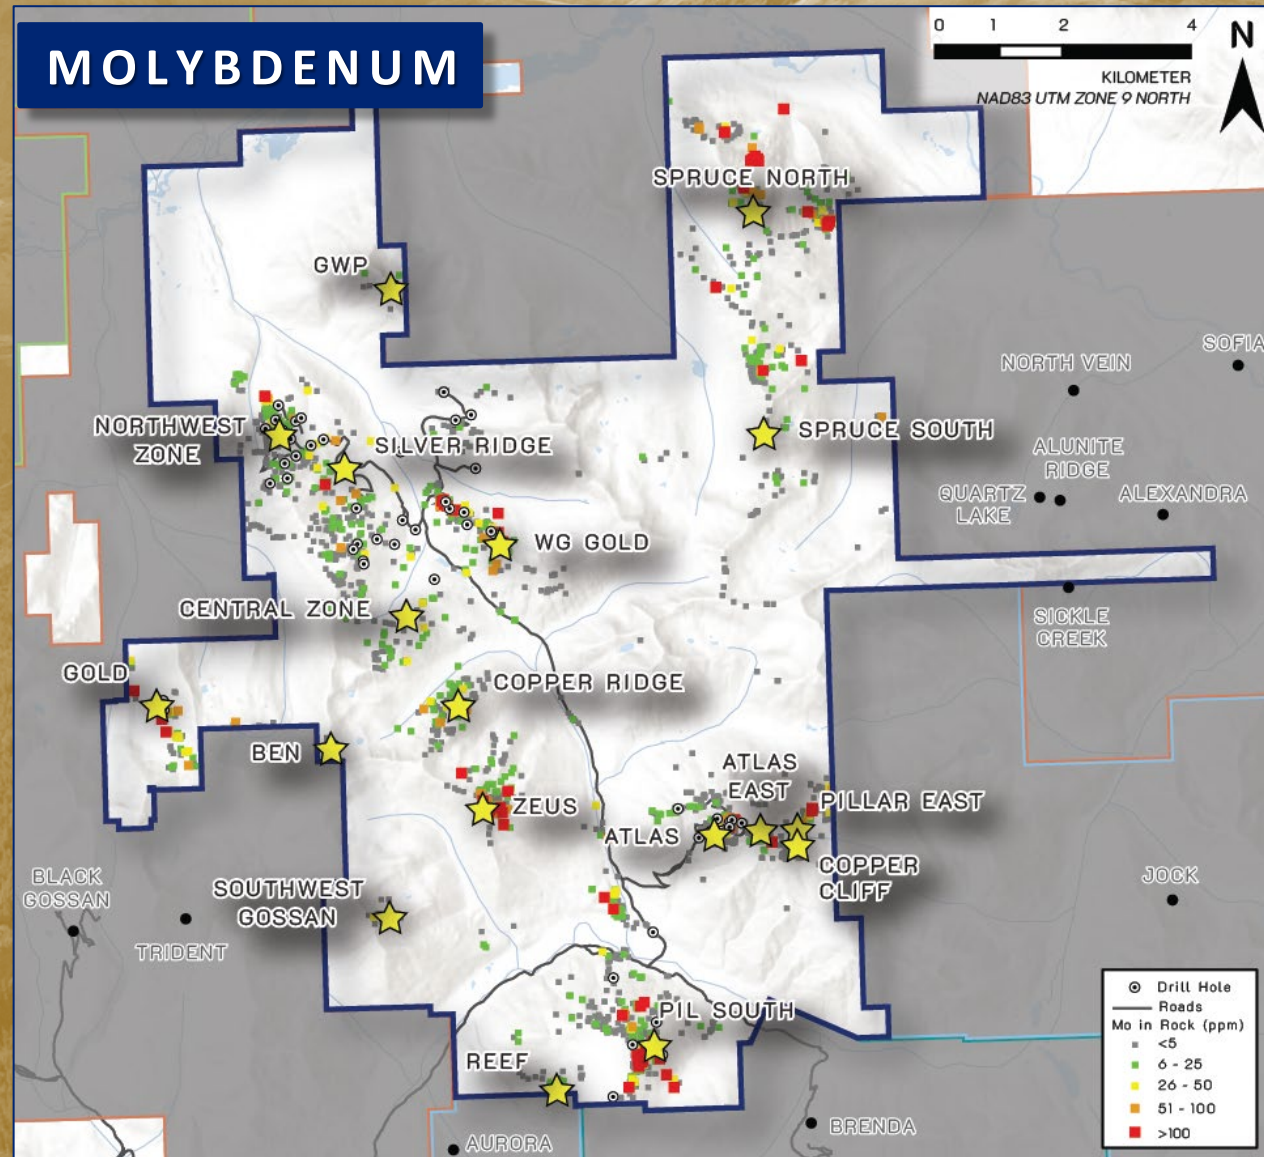 MOLYBDENUM
0 1 2 4
KILOMETER
NAD83 UTM ZONE 9 NORTH
N
SPRUCE NORTH
GWP
SOFIA
NORTH VEIN
NORTHWEST
ZONE
SILVER RIDGE
SPRUCE SOUTH
ALUNITE
RIDGE
QUARTZ
LAKE
ALEXANDRA
WG GOLD
CENTRAL ZONE
SICKLE
CREEK
GOLD
COPPER RIDGE
BEN
ATLAS
EAST
ZEUS
PILLAR EAST
ATLAS
COPPER
CLIFF
BLACK
GOSSAN
SOUTHWEST
GOSSAN
JOCK
TRIDENT
PIL SOUTH
REEF
BRENDA
AURORA
Drill Hole
Roads
Mo in Rock (ppm)
<5
6 - 25
26 - 50
51 - 100
>100